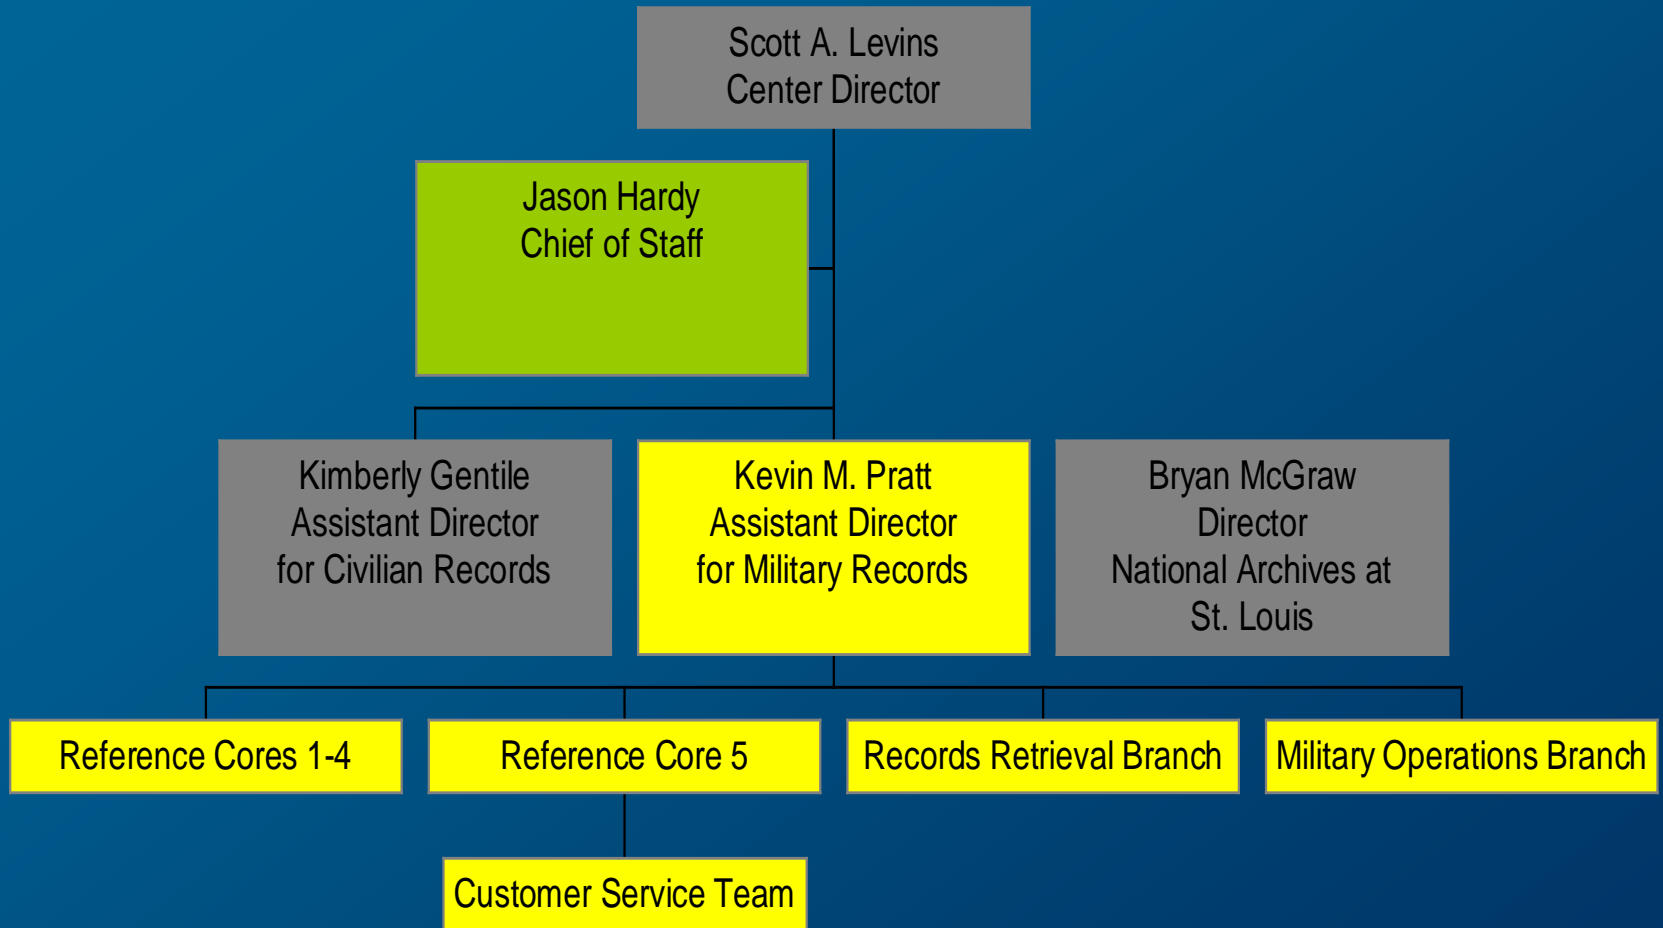 Scott A. Levins
Center Director
Jason Hardy
Chief of Staff
Kimberly Gentile
Assistant Director
for Civilian Records
Kevin M. Pratt
Assistant Director
for Military Records
Bryan McGraw
Director
National Archives at
St. Louis
Reference Cores 1-4
Reference Core 5
Records Retrieval Branch
Military Operations Branch
Customer Service Team